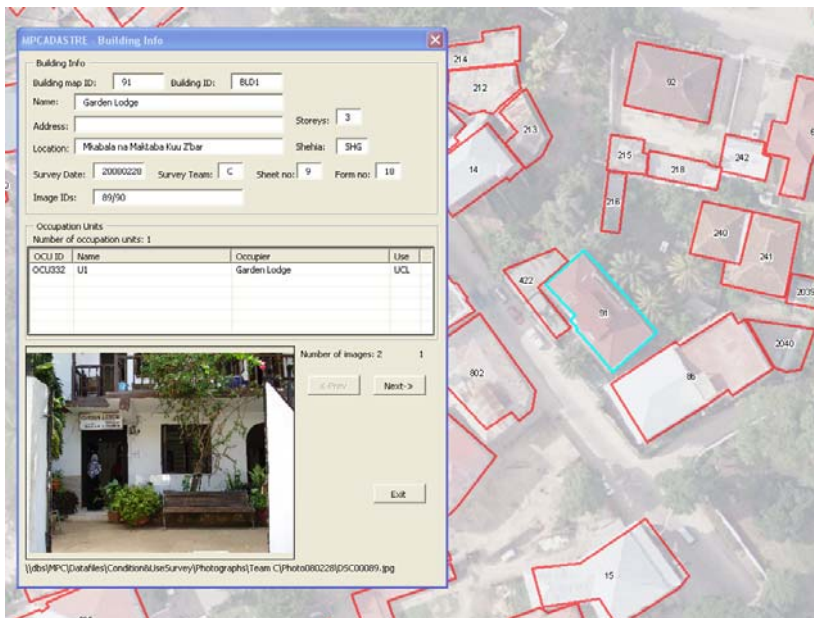 MPCADASTRE - Building Info
Building Info
Building map ID: 91 Building ID: BLD1
Name: Garden Lodge
Address:
Storeys: 3
Location: Mkabala na Maktaba Kuu Z'bar Shehia: SHG
Survey Date: 20080228 Survey Team: C Sheet no: 9 Form no: 10
Image IDs: 89/90
Occupation Units
Number of occupation units: 1
OCU ID Name Occupier Use
OCU332 U1 Garden Lodge UCL
Number of images: 2 1
<-Prev Next->
GARDEN LODGE
Exit
\\dbs\MPC\Datafiles\Condition&UseSurvey\Photographs\Team C\Photo080228\DSC00089.jpg
214
212
213
14
92
215
218
242
216
240
241
422
91
2039
2040
86
802
15